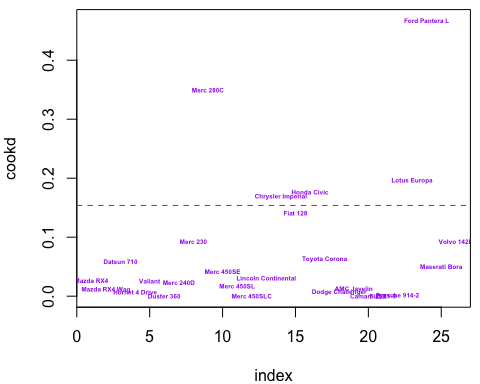 Ford Pantera L
Merc 280C
Lotus Europa
Honda Civic
Chrysler Imperial
Fiat 128
Merc 230
Volvo 142E
Datsun 710
Toyota Corona
Maserati Bora
Merc 450SE
Mazda RX4
Valiant
Merc 240D
Lincoln Continental
Merc 450SL
Mazda RX4 Wag
Hornet 4 Drive
AMC Javelin
Dodge Challenger
Duster 360
Merc 450SLC
Porsche 914-2
cookd
0.0
0.1
0.2
0.3
0.4
0
5
10
15
20
25
index